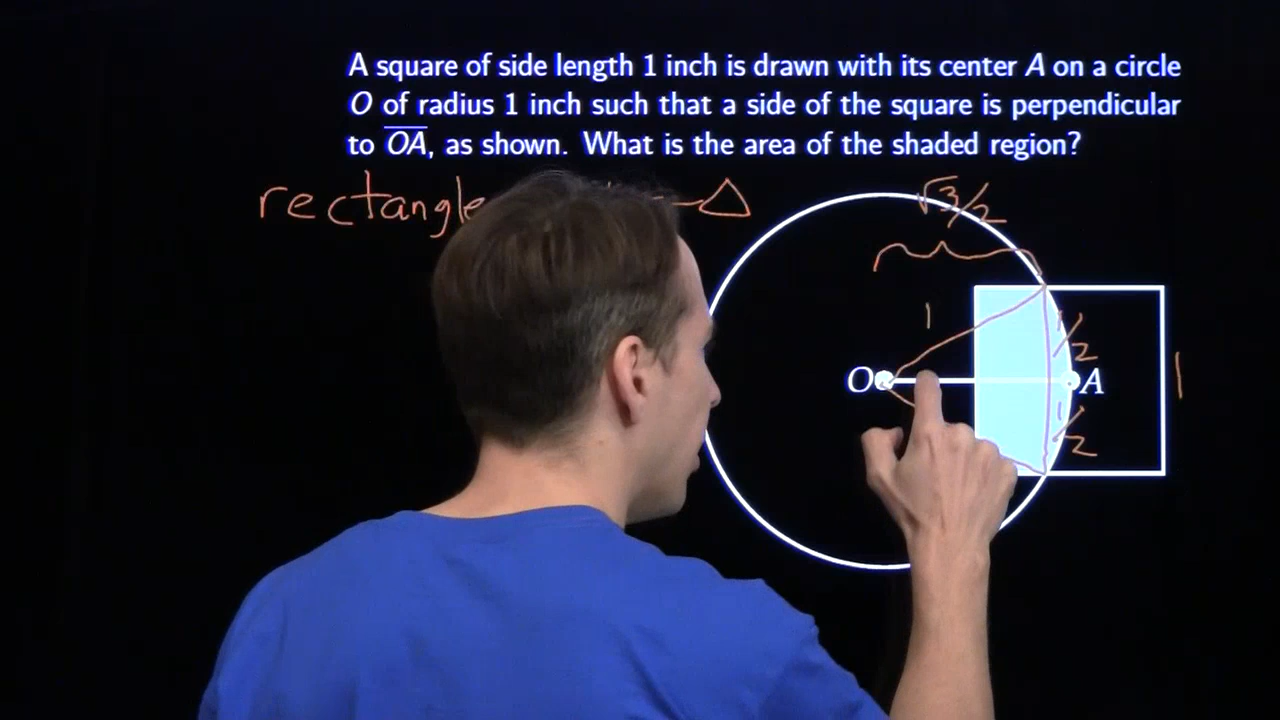 A square of side length 1 inch is drawn with its center A on a circle
O of radius 1 inch such that a side of the square is perpendicular
to OA, as shown. What is the area of the shaded region?
rectangle
-△
√3/2
1
1/2
O
A
1
1/2